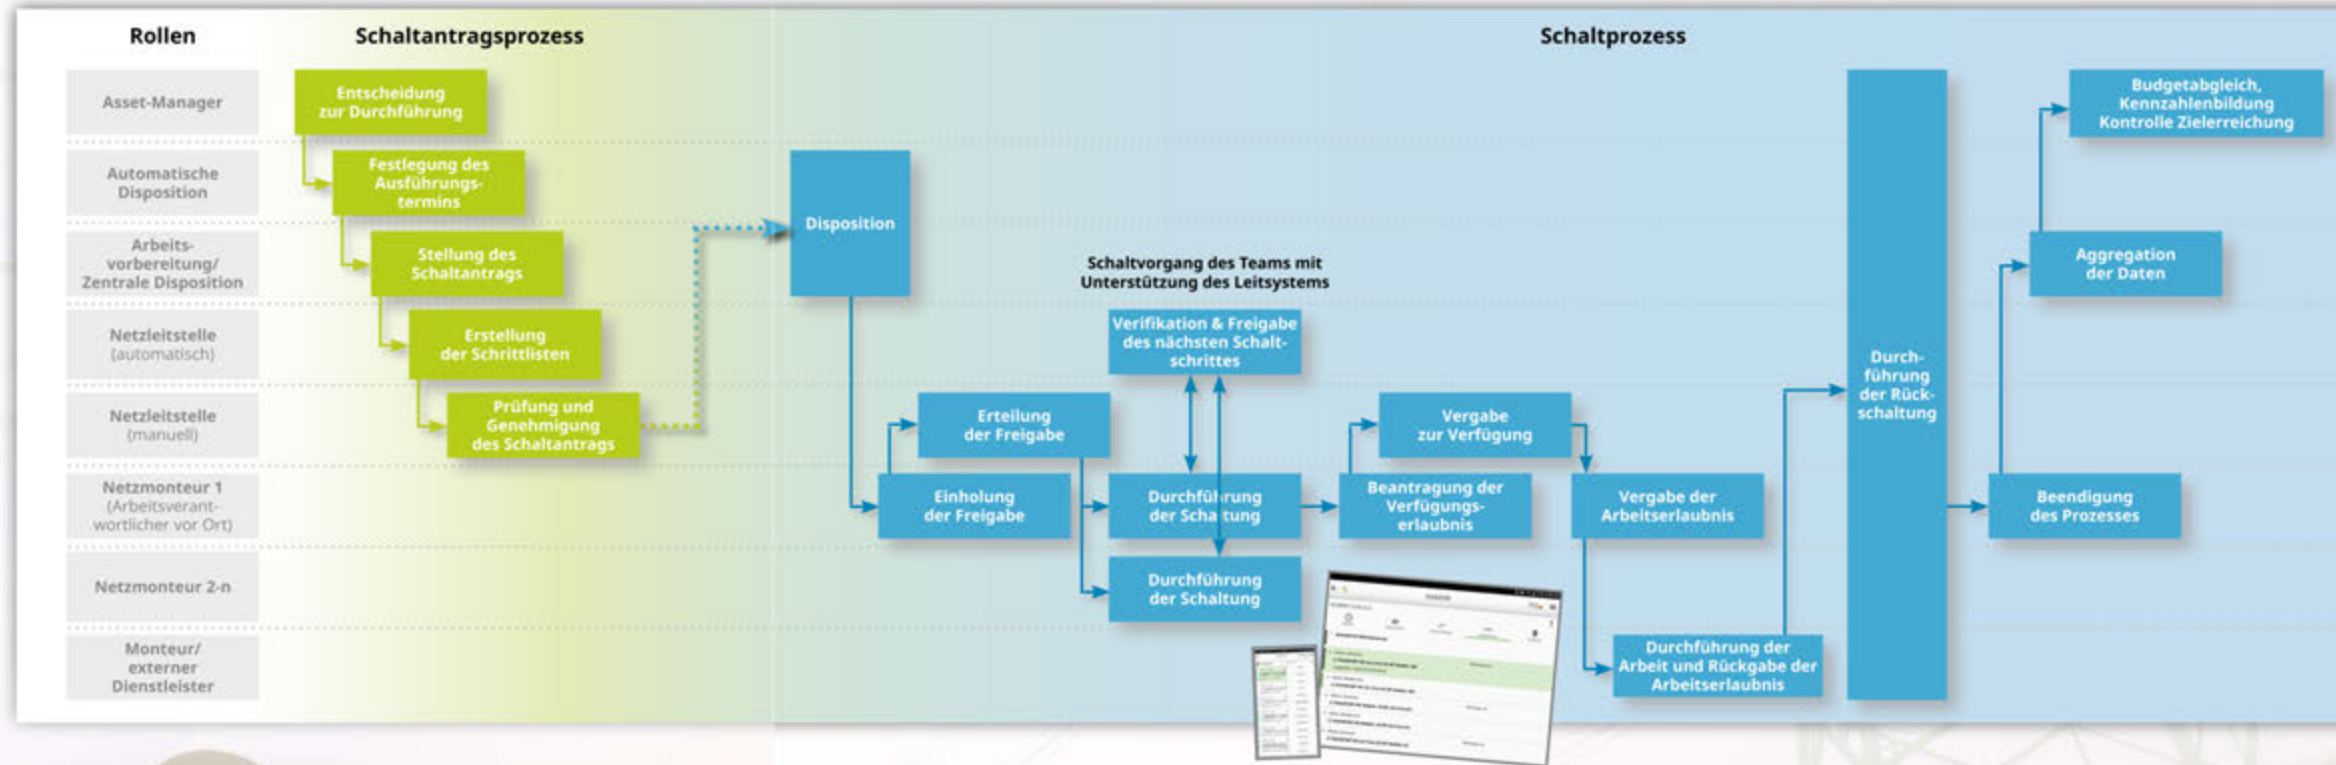 Rollen
Schaltantragsprozess
Schaltprozess
Asset-Manager
Automatische
Disposition
Arbeits-
vorbereitung/
Zentrale Disposition
Netzleitstelle
(automatisch)
Netzleitstelle
(manuell)
Netzmonteur 1
(Arbeitsverant-
wortlicher vor Ort)
Netzmonteur 2-n
Monteur/
externer
Dienstleister
Entscheidung
zur Durchführung
Festlegung des
Ausführungs-
termins
Stellung des
Schaltantrags
Erstellung
der Schrittlisten
Prüfung und
Genehmigung
des Schaltantrags
Disposition
Einholung
der Freigabe
Erteilung
der Freigabe
Schaltvorgang des Teams mit
Unterstützung des Leitsystems
Verifikation & Freigabe
des nächsten Schalt-
schrittes
Durchführung
der Schaltung
Durchführung
der Schaltung
Beantragung der
Verfügungs-
erlaubnis
Vergabe
zur Verfügung
Vergabe der
Arbeitserlaubnis
Durchführung der
Arbeit und Rückgabe der
Arbeitserlaubnis
Durch-
führung
der Rück-
schaltung
Beendigung
des Prozesses
Aggregation
der Daten
Budgetabgleich,
Kennzahlenbildung
Kontrolle Zielerreichung